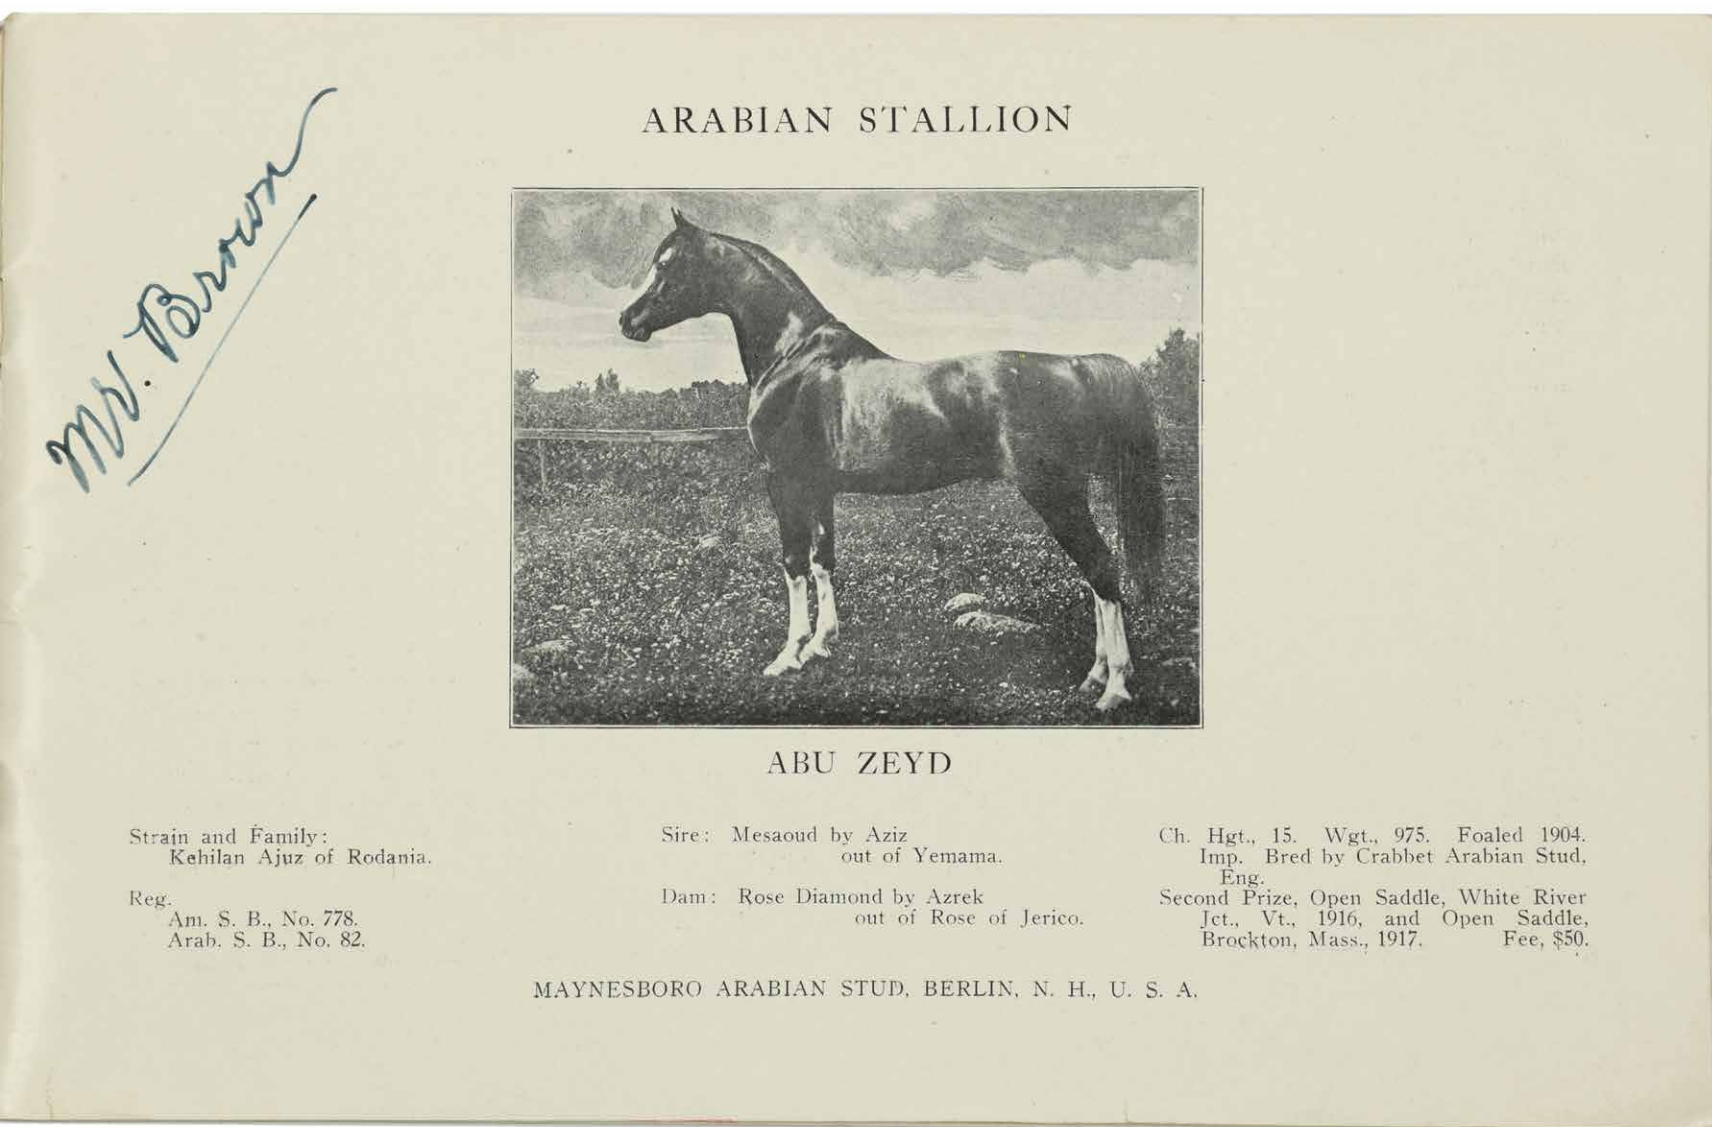 Mr. Brown
ARABIAN STALLION
ABU ZEYD
Strain and Family:
Kehilan Ajuz of Rodania.
Reg.
Am. S. B., No. 778.
Arab. S. B., No. 82.
Sire: Mesaoud by Aziz
out of Yemama.
Dam: Rose Diamond by Azrek
out of Rose of Jerico.
Ch. Hgt., 15. Wgt., 975. Foaled 1904.
Imp. Bred by Crabbet Arabian Stud,
Eng.
Second Prize, Open Saddle, White River
Jct., Vt., 1916, and Open Saddle,
Brockton, Mass., 1917. Fee, $50.
MAYNESBORO ARABIAN STUD, BERLIN, N. H., U. S. A.